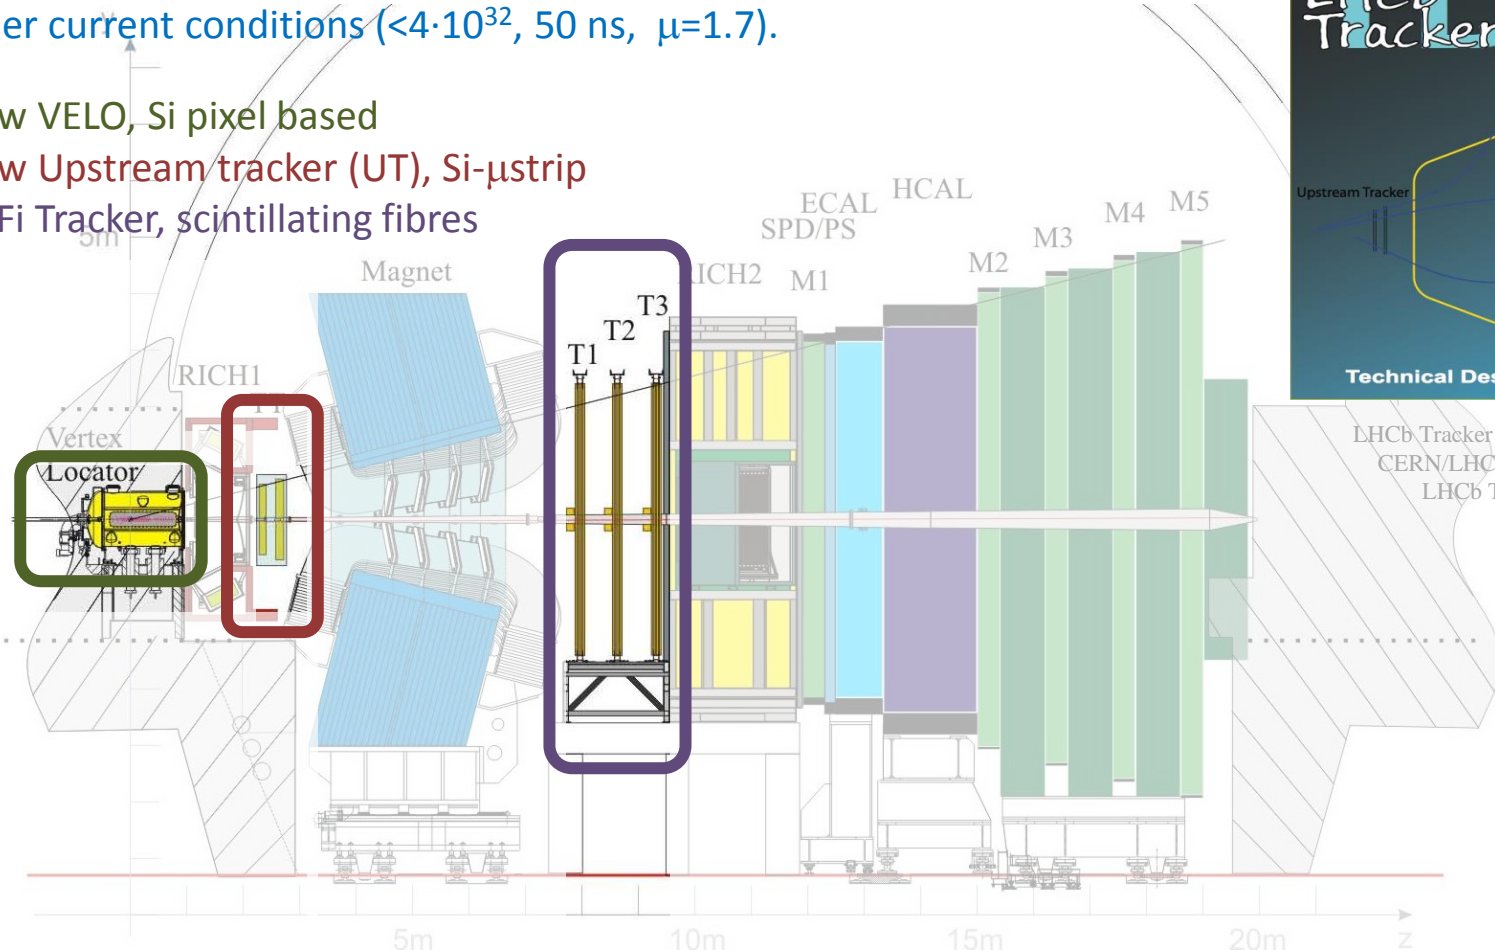 er current conditions (<4·10³², 50 ns, μ=1.7).
w VELO, Si pixel based
w Upstream tracker (UT), Si-μstrip
Fi Tracker, scintillating fibres
y
5m
LHCb
Tracker
Upstream Tracker
Technical Des
LHCb Tracker
CERN/LHC
LHCb T
Magnet
SPD/PS
ECAL
HCAL
M4
M5
M3
M2
RICH2
M1
T3
T2
T1
RICH1
Vertex
Locator
5m
10m
15m
20m
Z